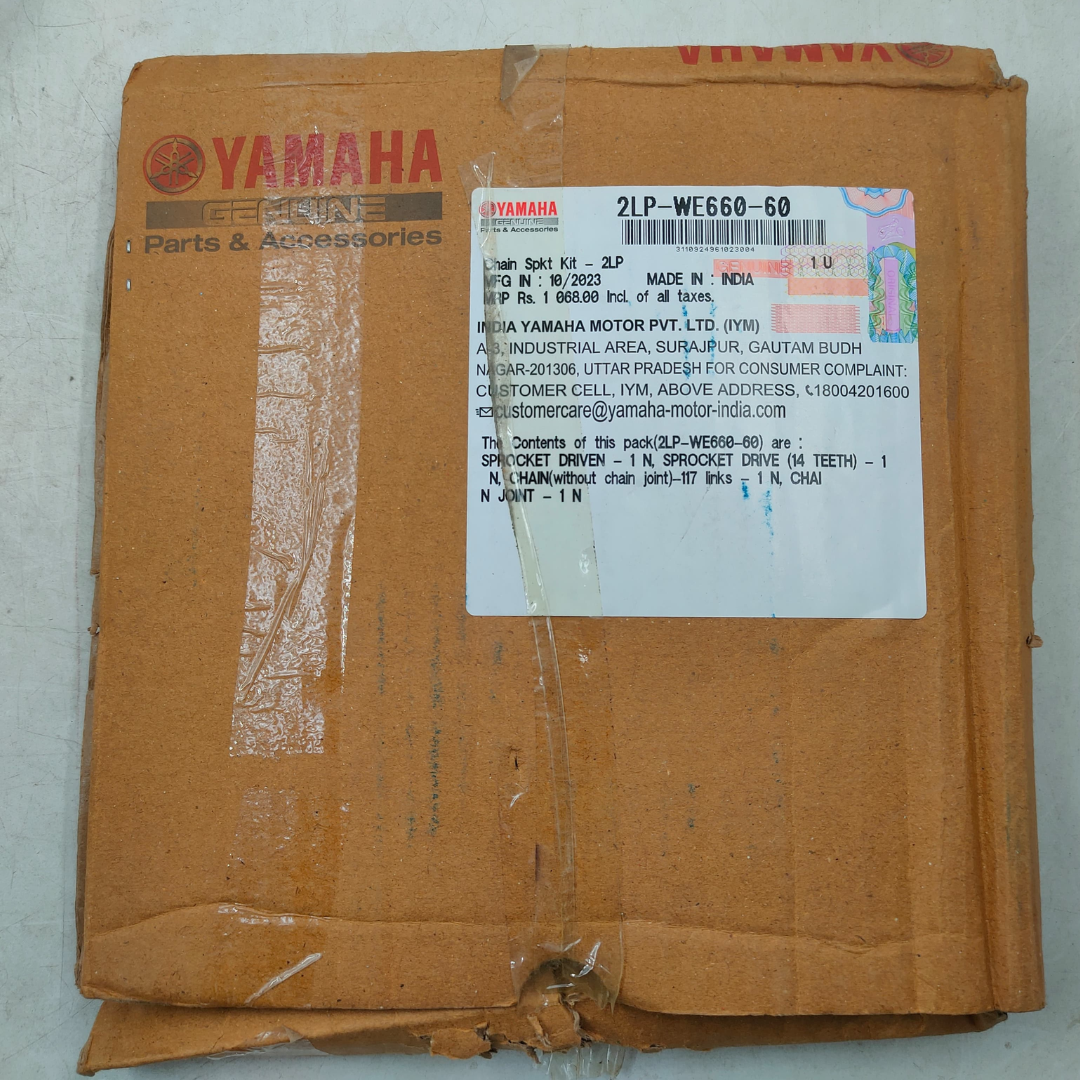 YAMAHA
YAMAHA
GENUINE
Parts & Accessories
YAMAHA
GENUINE
Parts & Accessories
2LP-WE660-60
3110924961023004
Chain Spkt Kit - 2LP
GENUINE
1 U
MFG IN : 10/2023 MADE IN : INDIA
MRP Rs. 1 068.00 Incl. of all taxes.
INDIA YAMAHA MOTOR PVT. LTD. (IYM)
A-3, INDUSTRIAL AREA, SURAJPUR, GAUTAM BUDH
NAGAR-201306, UTTAR PRADESH FOR CONSUMER COMPLAINT:
CUSTOMER CELL, IYM, ABOVE ADDRESS, 18004201600
customercare@yamaha-motor-india.com
The Contents of this pack(2LP-WE660-60) are :
SPROCKET DRIVEN - 1 N, SPROCKET DRIVE (14 TEETH) - 1
N, CHAIN(without chain joint)-117 links - 1 N, CHAI
N JOINT - 1 N